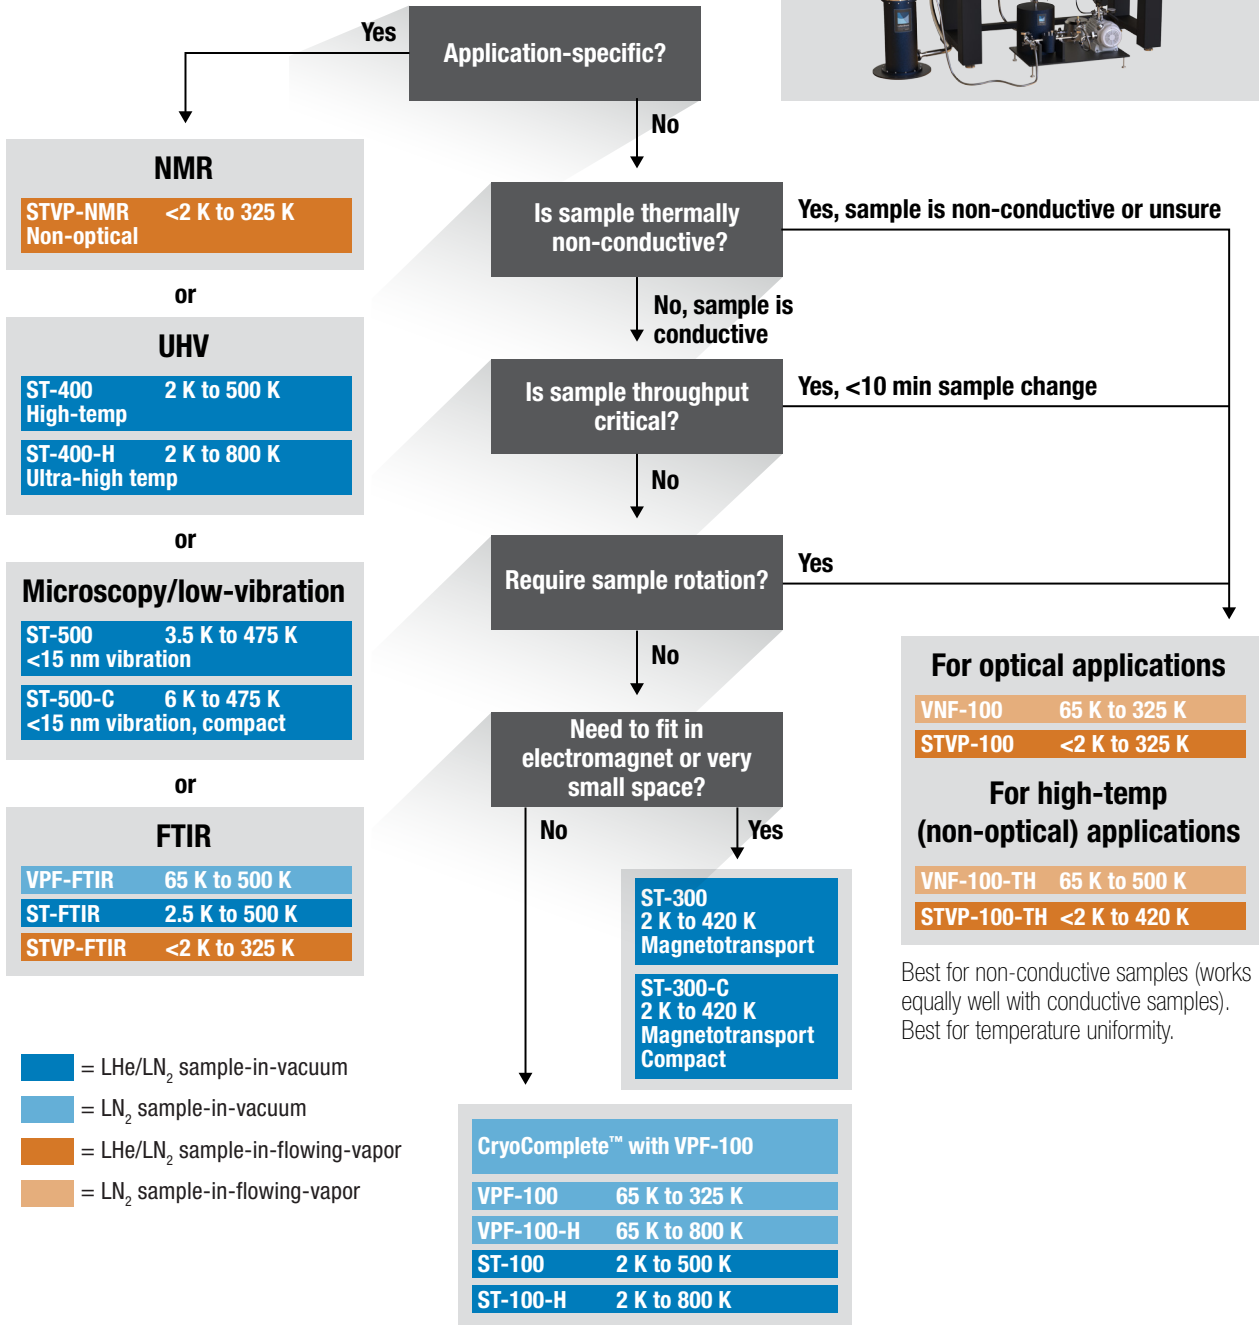 Application-specific?
Yes
No
NMR
STVP-NMR <2 K to 325 K
Non-optical
or
UHV
ST-400 2 K to 500 K
High-temp
ST-400-H 2 K to 800 K
Ultra-high temp
or
Microscopy/low-vibration
ST-500 3.5 K to 475 K
<15 nm vibration
ST-500-C 6 K to 475 K
<15 nm vibration, compact
or
FTIR
VPF-FTIR 65 K to 500 K
ST-FTIR 2.5 K to 500 K
STVP-FTIR <2 K to 325 K
Is sample thermally
non-conductive?
Yes, sample is non-conductive or unsure
No, sample is
conductive
Is sample throughput
critical?
Yes, <10 min sample change
No
Require sample rotation?
Yes
No
Need to fit in
electromagnet or very
small space?
No
Yes
ST-300
2 K to 420 K
Magnetotransport
ST-300-C
2 K to 420 K
Magnetotransport
Compact
CryoComplete™ with VPF-100
VPF-100 65 K to 325 K
VPF-100-H 65 K to 800 K
ST-100 2 K to 500 K
ST-100-H 2 K to 800 K
For optical applications
VNF-100 65 K to 325 K
STVP-100 <2 K to 325 K
For high-temp
(non-optical) applications
VNF-100-TH 65 K to 500 K
STVP-100-TH <2 K to 420 K
Best for non-conductive samples (works
equally well with conductive samples).
Best for temperature uniformity.
= LHe/LN₂ sample-in-vacuum
= LN₂ sample-in-vacuum
= LHe/LN₂ sample-in-flowing-vapor
= LN₂ sample-in-flowing-vapor